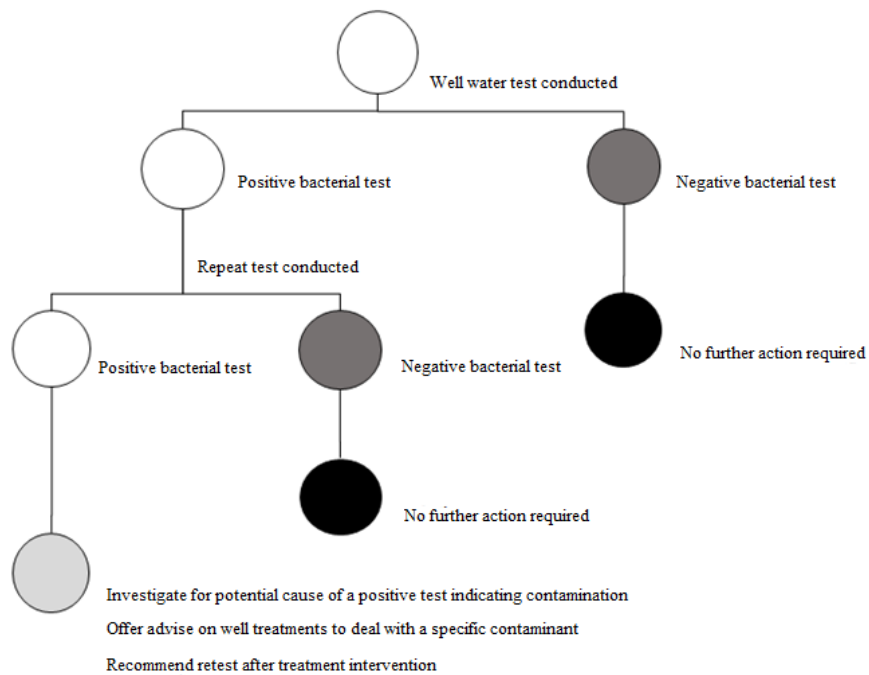 Well water test conducted
Positive bacterial test
Negative bacterial test
Repeat test conducted
No further action required
Positive bacterial test
Negative bacterial test
No further action required
Investigate for potential cause of a positive test indicating contamination
Offer advise on well treatments to deal with a specific contaminant
Recommend retest after treatment intervention